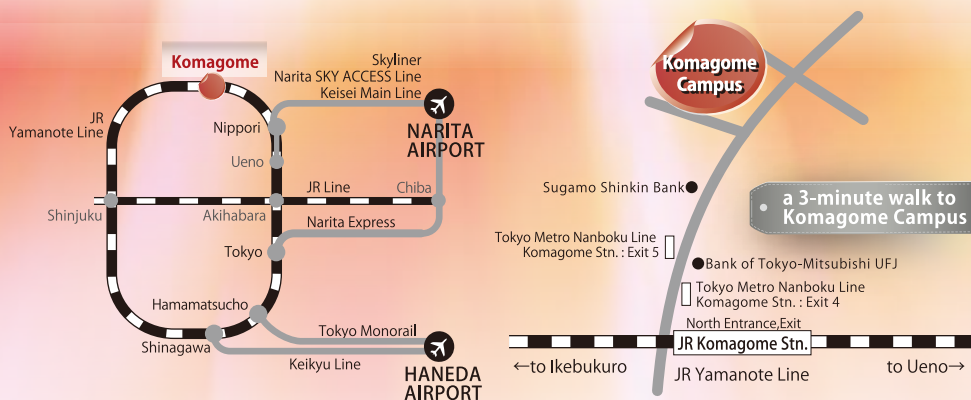 Komagome
Skyliner
Narita SKY ACCESS Line
Keisei Main Line
JR
Yamanote Line
Nippori
NARITA
AIRPORT
Ueno
JR Line
Chiba
Shinjuku
Akihabara
Narita Express
Tokyo
Hamamatsucho
Tokyo Monorail
Shinagawa
Keikyu Line
HANEDA
AIRPORT
Komagome
Campus
Sugamo Shinkin Bank
a 3-minute walk to
Komagome Campus
Tokyo Metro Nanboku Line
Komagome Stn. : Exit 5
Bank of Tokyo-Mitsubishi UFJ
Tokyo Metro Nanboku Line
Komagome Stn. : Exit 4
North Entrance,Exit
JR Komagome Stn.
←to Ikebukuro
JR Yamanote Line
to Ueno→